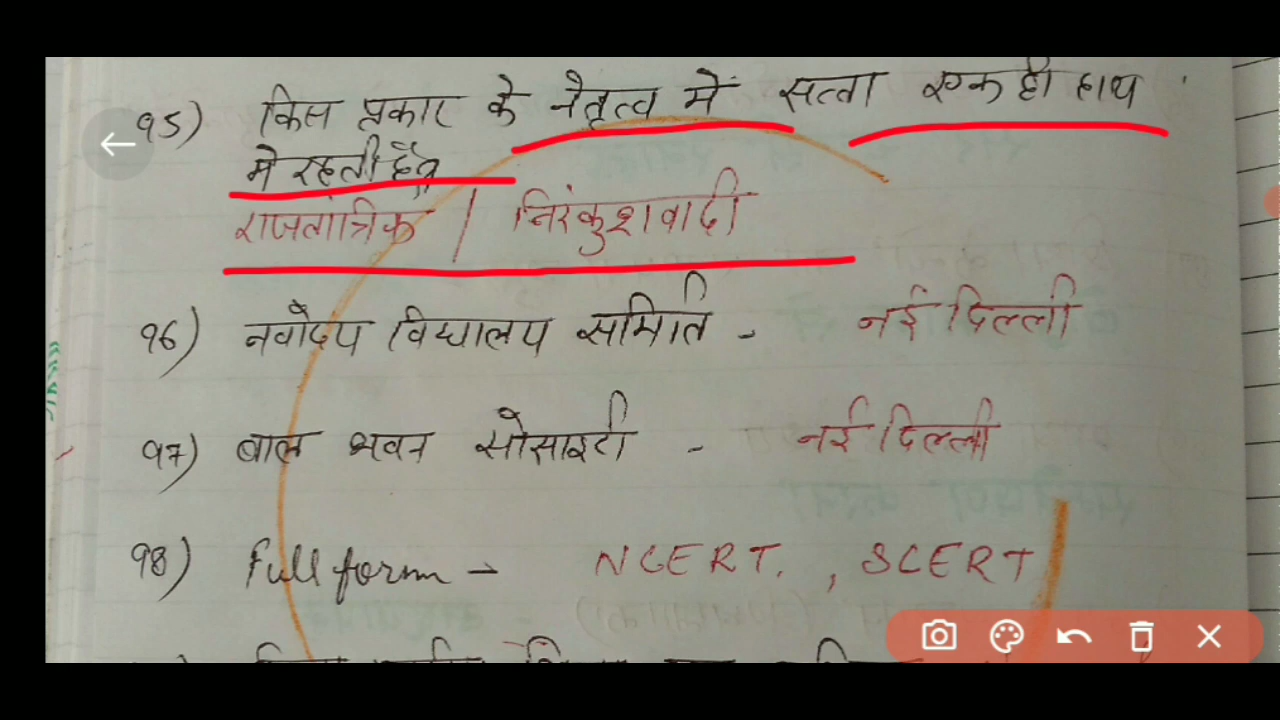 95) किस प्रकार के नेतृत्व में सत्ता एक ही हाथ
मे रहती है
राजतांत्रिक / निरंकुशवादी
96) नवोदय विद्यालय समिति - नई दिल्ली
97) बाल भवन सोसाइटी - नई दिल्ली
98) Full form - NCERT. , SCERT